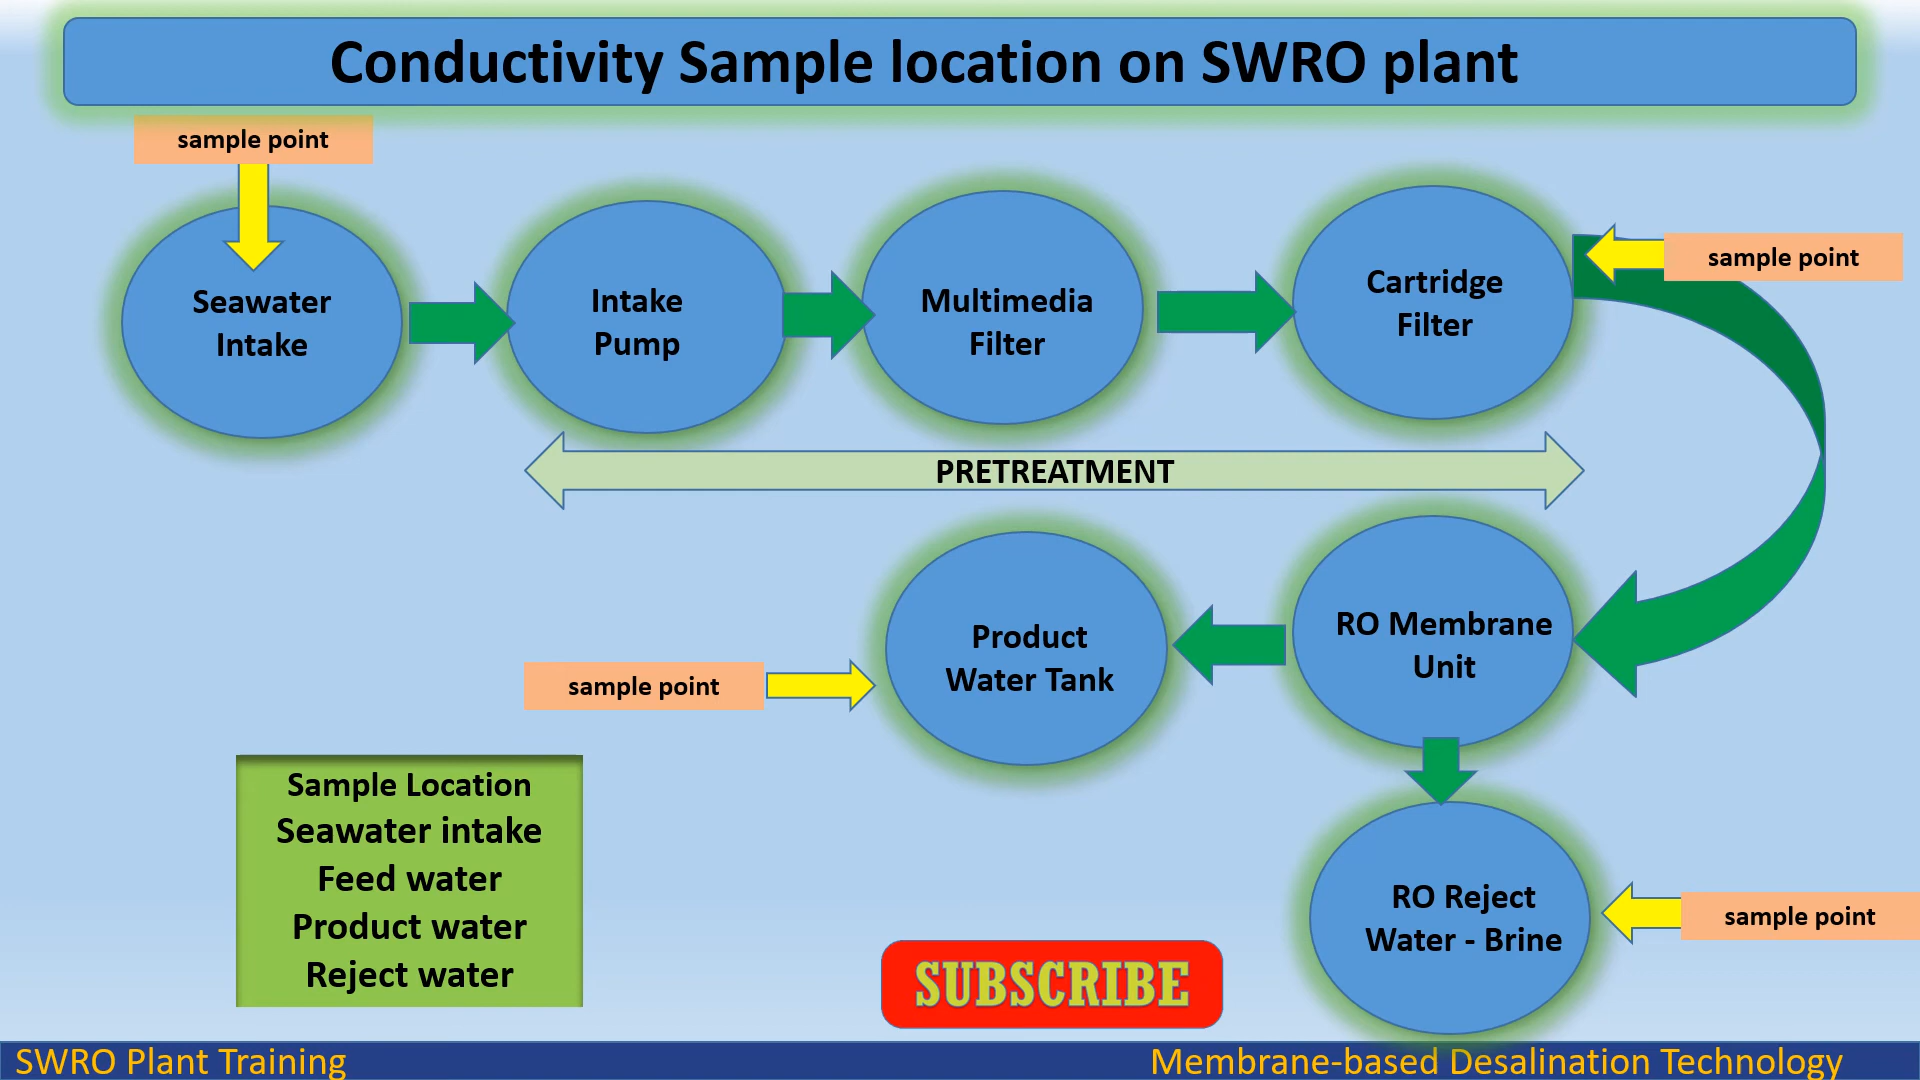 Conductivity Sample location on SWRO plant
sample point
Seawater
Intake
Intake
Pump
Multimedia
Filter
Cartridge
Filter
sample point
PRETREATMENT
Product
Water Tank
RO Membrane
Unit
sample point
Sample Location
Seawater intake
Feed water
Product water
Reject water
RO Reject
Water - Brine
sample point
SUBSCRIBE
SWRO Plant Training
Membrane-based Desalination Technology